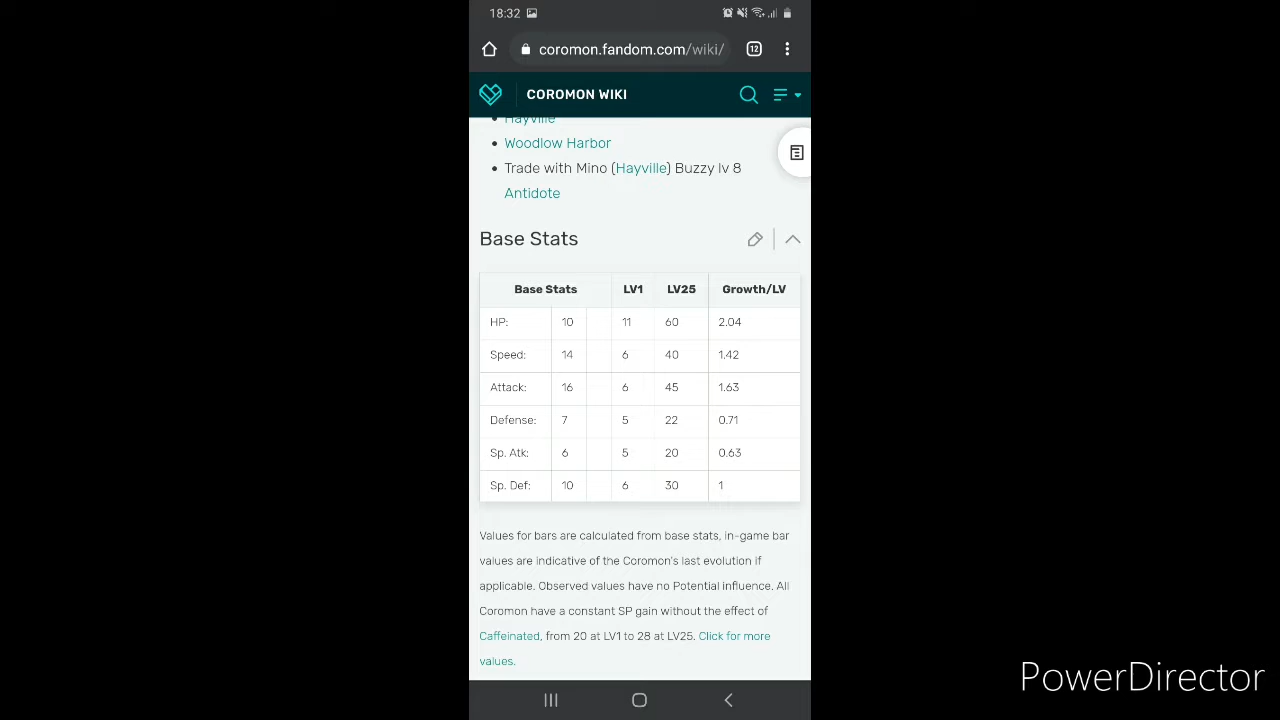 18:32
coromon.fandom.com/wiki/
12
COROMON WIKI
Hayville
Woodlow Harbor
Trade with Mino (Hayville) Buzzy lv 8
Antidote
Base Stats
Base Stats LV1 LV25 Growth/LV
HP: 10 11 60 2.04
Speed: 14 6 40 1.42
Attack: 16 6 45 1.63
Defense: 7 5 22 0.71
Sp. Atk: 6 5 20 0.63
Sp. Def: 10 6 30 1
Values for bars are calculated from base stats, in-game bar
values are indicative of the Coromon's last evolution if
applicable. Observed values have no Potential influence. All
Coromon have a constant SP gain without the effect of
Caffeinated, from 20 at LV1 to 28 at LV25. Click for more
values.
PowerDirector